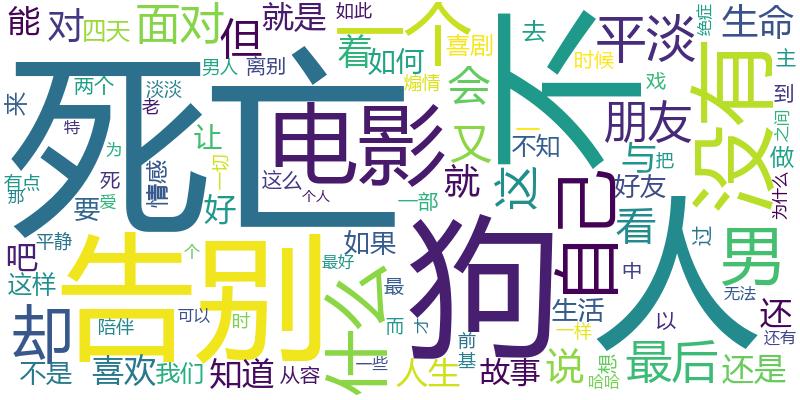 能
对
四天
面对
但
就是
如此
一个
着
如何
喜剧
去
平淡
绝症
生命
死亡
男人
离别
煽情
不
时候
没有
主
来
两个
淡淡
老
电影
会
戏
到
特
让
又
朋友
之间
为
一切
这么
就
不知
与
把
做
有点
那
死
爱
情感
要
好
个人
一部
这
自己
好友
为什么
吧
平静
告别
个
如果
狗
看
人
过
男
这样
最好
什么
最
中
无法
却
陪伴
可以
时
而
才
前
基
生活
一样
以
还
还有
不是
喜欢
我们
知道
从容
一些
人生
故事
说
哈哈
想
最后
还是
一